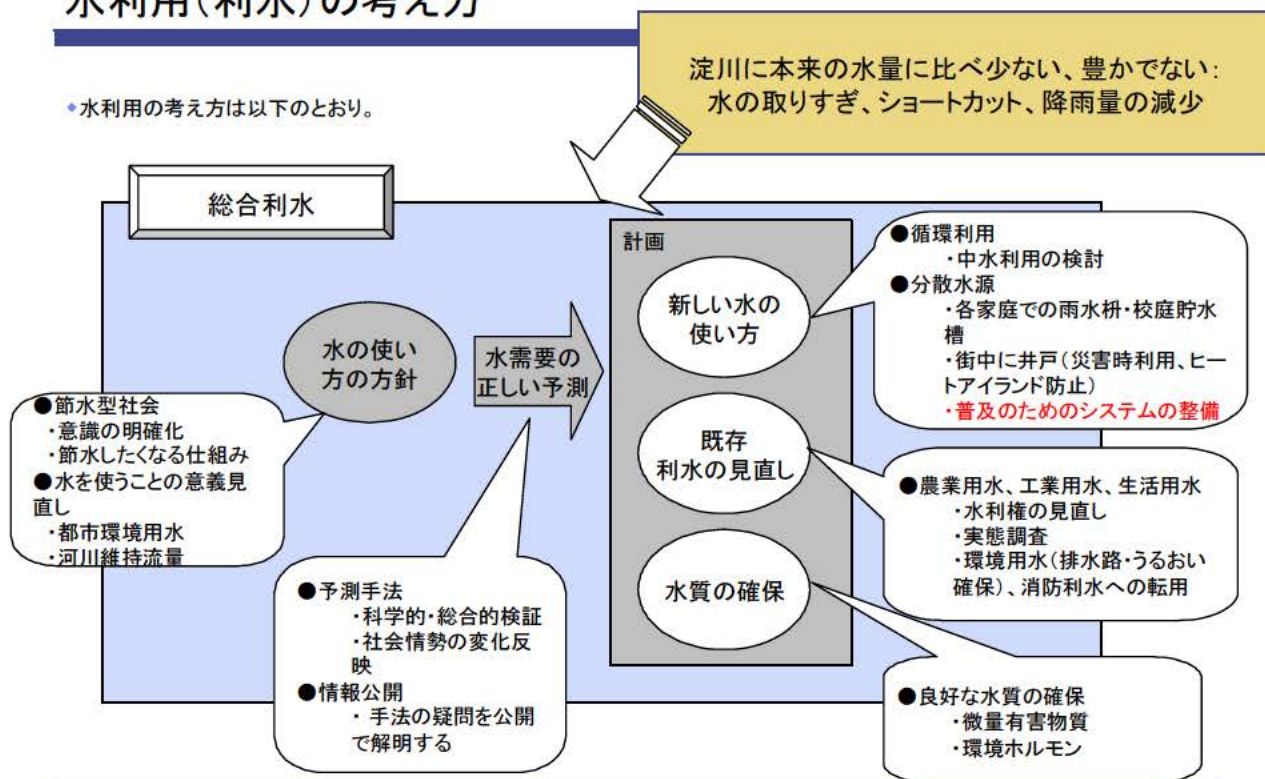 水利用(利水)の考え方
淀川に本来の水量に比べ少ない、豊かでない:
水の取りすぎ、ショートカット、降雨量の減少
水利用の考え方は以下のとおり。
総合利水
計画
水の使い
方の方針
水需要の
正しい予測
新しい水の
使い方
既存
利水の見直し
水質の確保
●節水型社会
・意識の明確化
・節水したくなる仕組み
●水を使うことの意義見
直し
・都市環境用水
・河川維持流量
●予測手法
・科学的・総合的検証
・社会情勢の変化反
映
●情報公開
・ 手法の疑問を公開
で解明する
●循環利用
・中水利用の検討
●分散水源
・各家庭での雨水枡・校庭貯水
槽
・街中に井戸(災害時利用、ヒー
トアイランド防止)
・普及のためのシステムの整備
●農業用水、工業用水、生活用水
・水利権の見直し
・実態調査
・環境用水(排水路・うるおい
確保)、消防利水への転用
●良好な水質の確保
・微量有害物質
・環境ホルモン